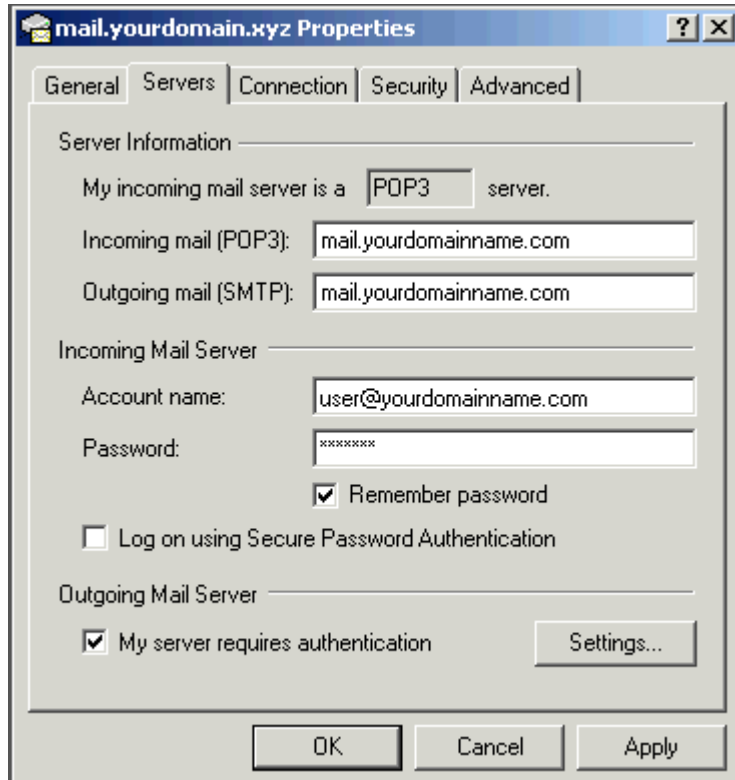 mail.yourdomain.xyz Properties ? X
General Servers Connection Security Advanced
Server Information
My incoming mail server is a POP3 server.
Incoming mail (POP3): mail.yourdomainname.com
Outgoing mail (SMTP): mail.yourdomainname.com
Incoming Mail Server
Account name: user@yourdomainname.com
Password: *******
Remember password
Log on using Secure Password Authentication
Outgoing Mail Server
My server requires authentication Settings...
OK Cancel Apply